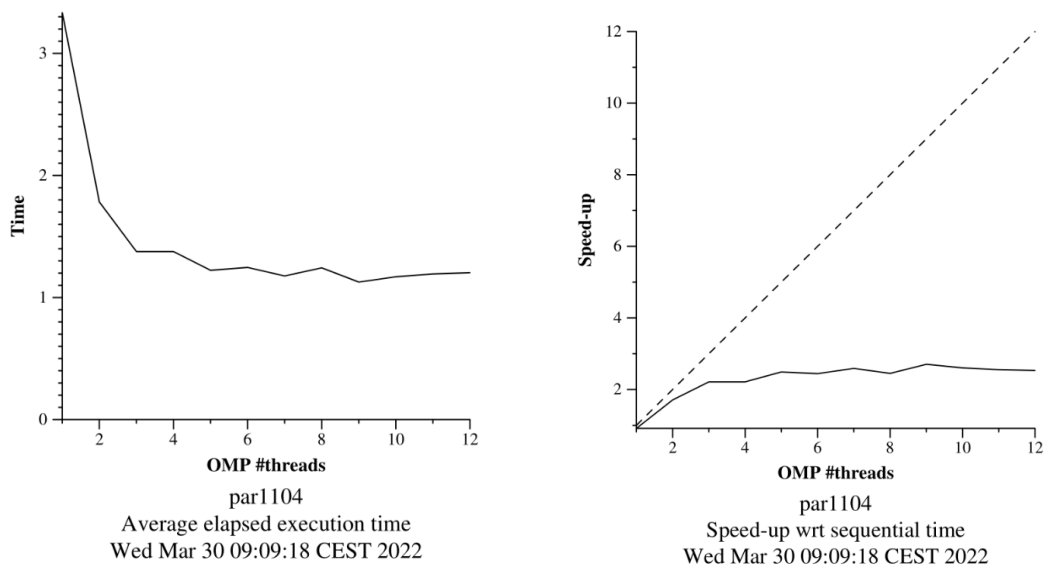 3
2
1
0
Time
2
4
6
8
10
12
OMP #threads
par1104
Average elapsed execution time
Wed Mar 30 09:09:18 CEST 2022
12
10
8
6
4
2
Speed-up
2
4
6
8
10
12
OMP #threads
par1104
Speed-up wrt sequential time
Wed Mar 30 09:09:18 CEST 2022